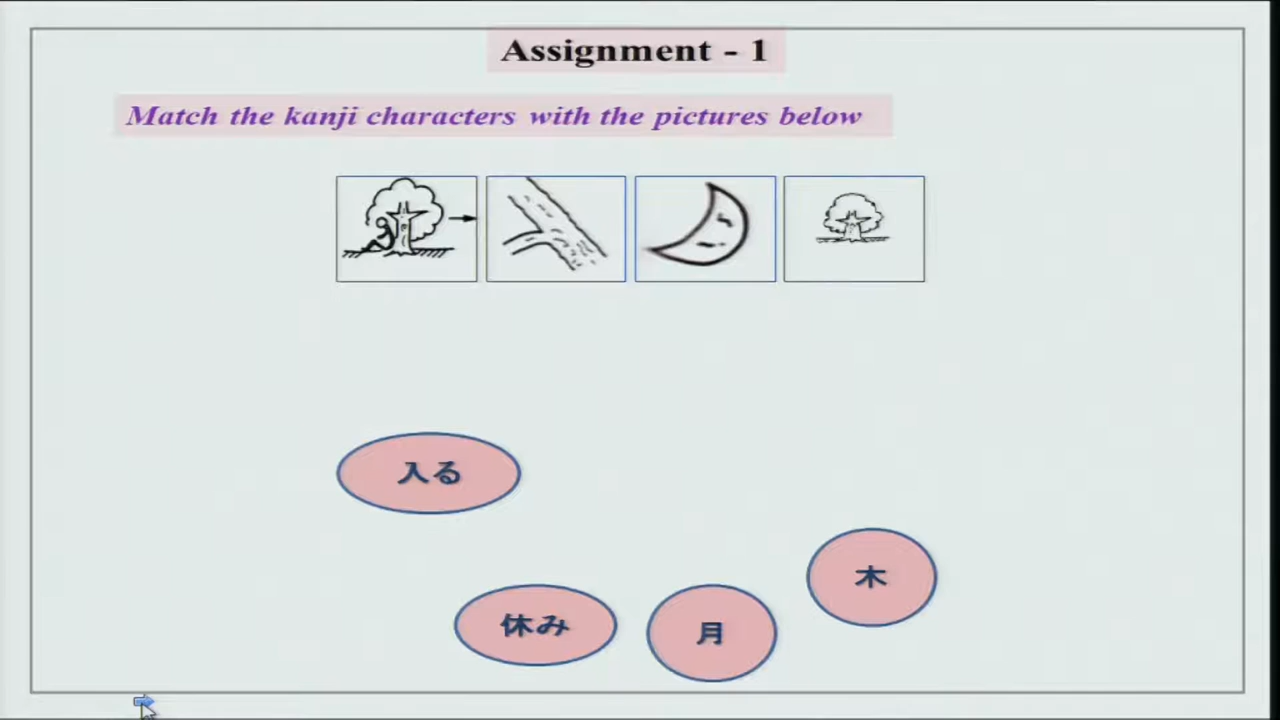 Assignment - 1
Match the kanji characters with the pictures below
入る
木
休み
月